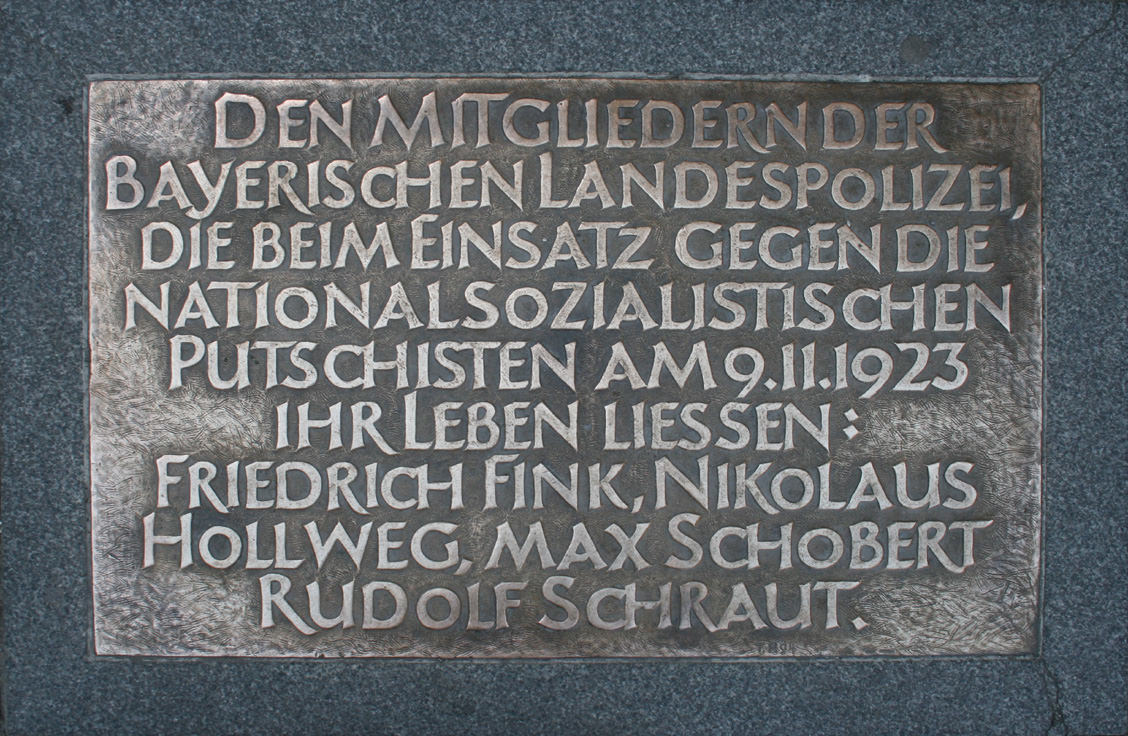 DEN MITGLIEDERN DER
BAYERISCHEN LANDESPOLIZEI,
DIE BEIM EINSATZ GEGEN DIE
NATIONALSOZIALISTISCHEN
PUTSCHISTEN AM 9.11.1923
IHR LEBEN LIESSEN:
FRIEDRICH FINK, NIKOLAUS
HOLLWEG, MAX SCHOBERT
RUDOLF SCHRAUT.